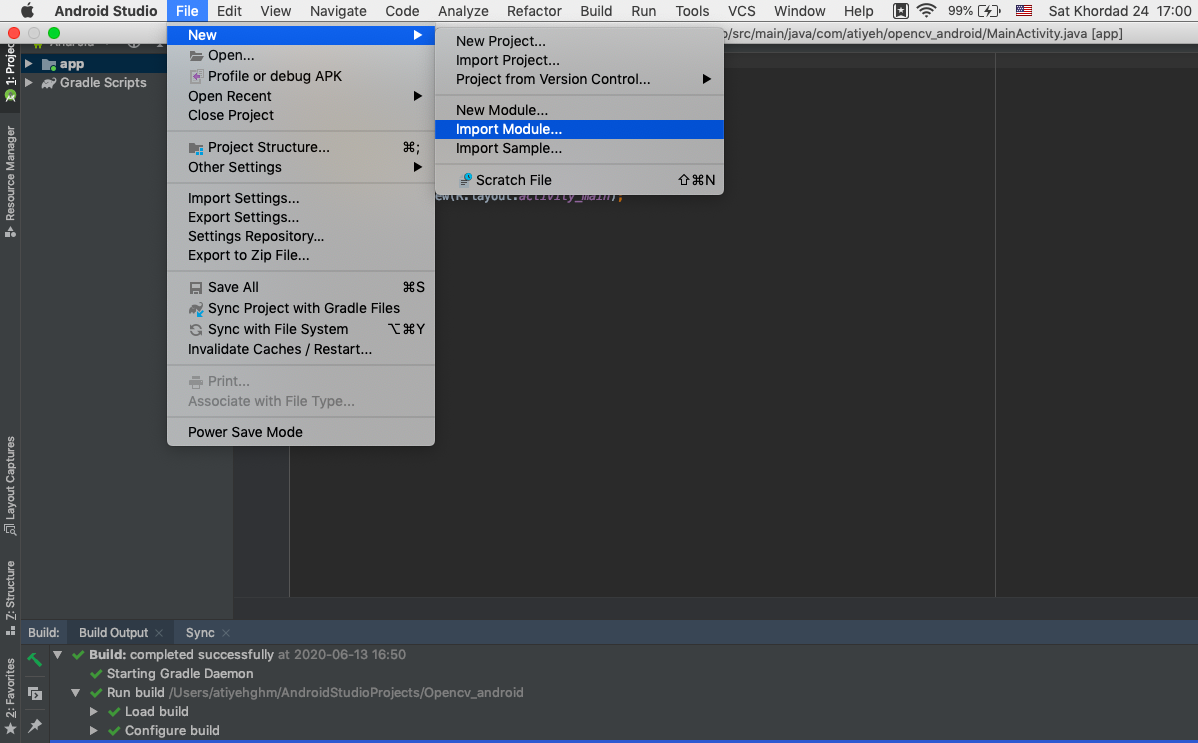 Android Studio File Edit View Navigate Code Analyze Refactor Build Run Tools VCS Window Help 99% Sat Khordad 24 17:00
o/src/main/java/com/atiyeh/opencv_android/MainActivity.java [app]
Android
app
Gradle Scripts
1: Project
Resource Manager
Layout Captures
Z: Structure
2: Favorites
New
Open...
Profile or debug APK
Open Recent
Close Project
Project Structure... ⌘;
Other Settings
Import Settings...
Export Settings...
Settings Repository...
Export to Zip File...
Save All ⌘S
Sync Project with Gradle Files
Sync with File System ⌥⌘Y
Invalidate Caches / Restart...
Print...
Associate with File Type...
Power Save Mode
New Project...
Import Project...
Project from Version Control...
New Module...
Import Module...
Import Sample...
Scratch File ⇧⌘N
ew(R.layout.activity_main);
Build: Build Output Sync
Build: completed successfully at 2020-06-13 16:50
Starting Gradle Daemon
Run build /Users/atiyehghm/AndroidStudioProjects/Opencv_android
Load build
Configure build